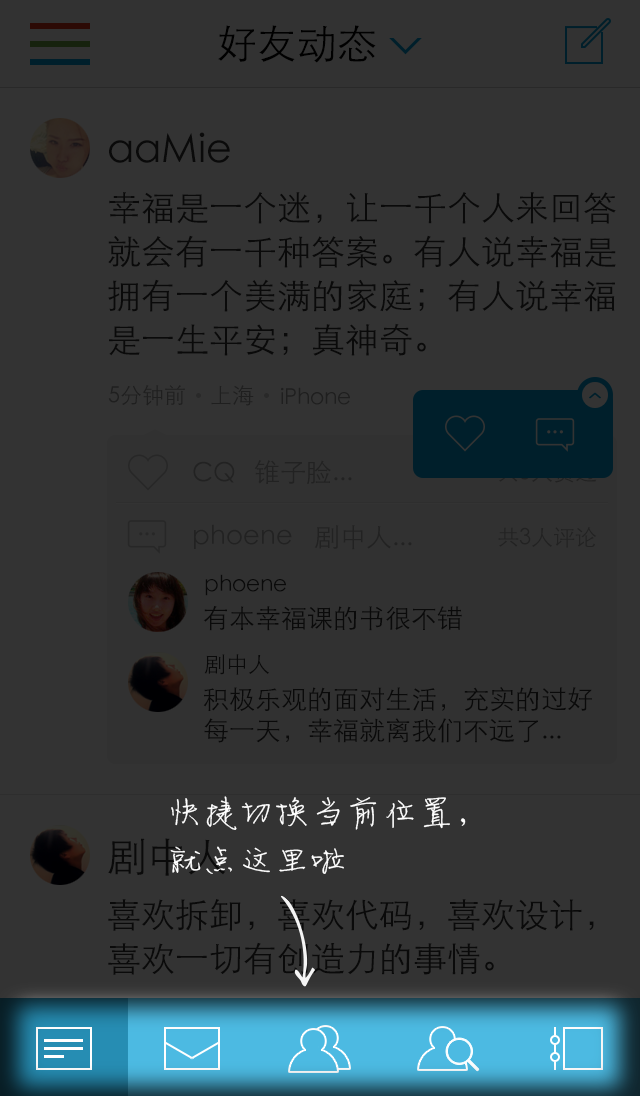 好友动态
aaMie
幸福是一个迷，让一千个人来回答
就会有一千种答案。有人说幸福是
拥有一个美满的家庭；有人说幸福
是一生平安；真神奇。
5分钟前 • 上海 • iPhone
CQ 锥子脸...
phoene 剧中人... 共3人评论
phoene
有本幸福课的书很不错
剧中人
积极乐观的面对生活，充实的过好
每一天，幸福就离我们不远了...
快捷切换当前位置，
就点这里啦
剧中人
喜欢拆卸，喜欢代码，喜欢设计，
喜欢一切有创造力的事情。